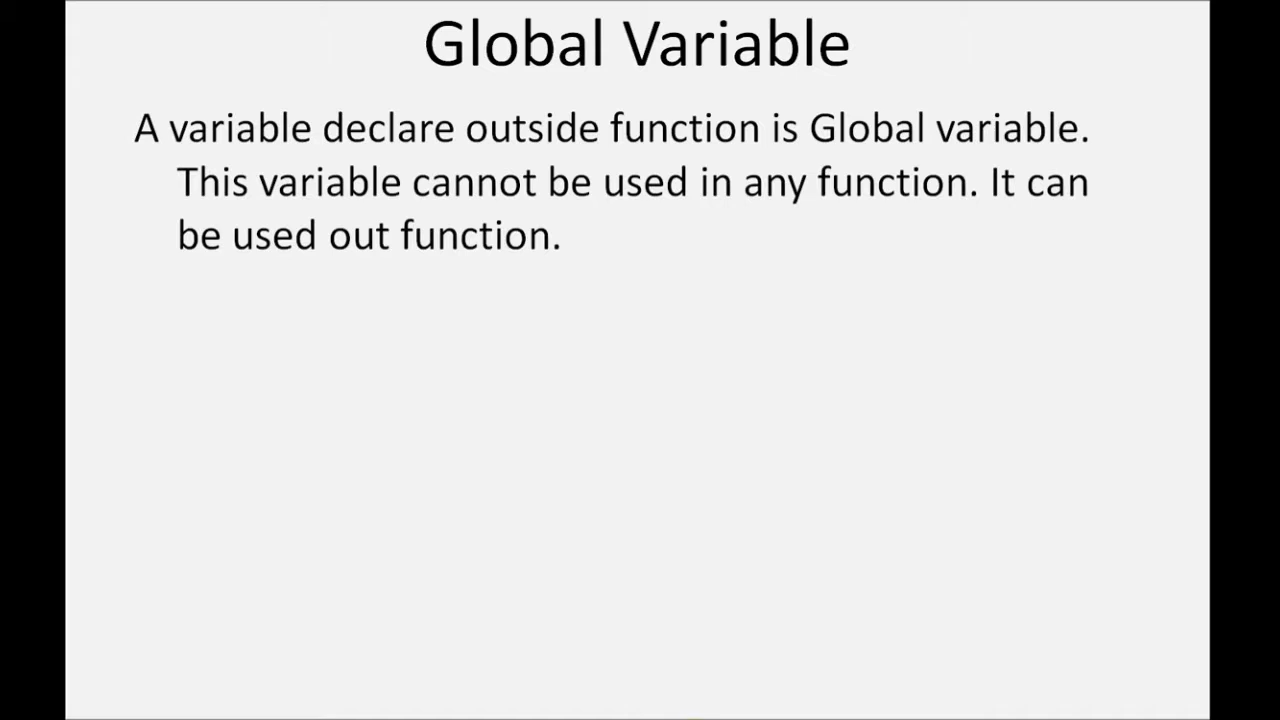 Global Variable
A variable declare outside function is Global variable.
This variable cannot be used in any function. It can
be used out function.